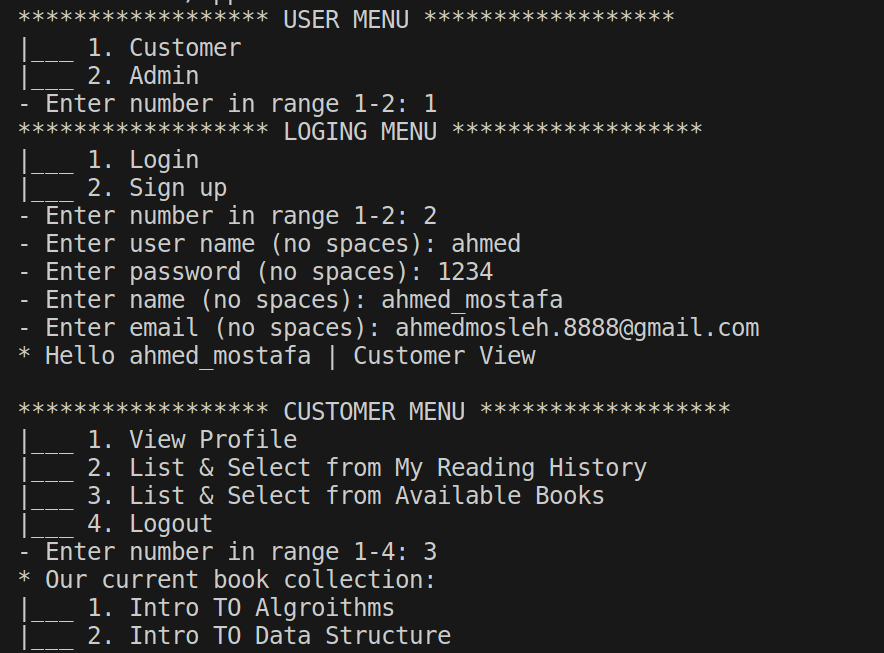 ****************** USER MENU ******************
|___ 1. Customer
|___ 2. Admin
- Enter number in range 1-2: 1
****************** LOGING MENU ******************
|___ 1. Login
|___ 2. Sign up
- Enter number in range 1-2: 2
- Enter user name (no spaces): ahmed
- Enter password (no spaces): 1234
- Enter name (no spaces): ahmed_mostafa
- Enter email (no spaces): ahmedmosleh.8888@gmail.com
* Hello ahmed_mostafa | Customer View
****************** CUSTOMER MENU ******************
|___ 1. View Profile
|___ 2. List & Select from My Reading History
|___ 3. List & Select from Available Books
|___ 4. Logout
- Enter number in range 1-4: 3
* Our current book collection:
|___ 1. Intro TO Algroithms
|___ 2. Intro TO Data Structure